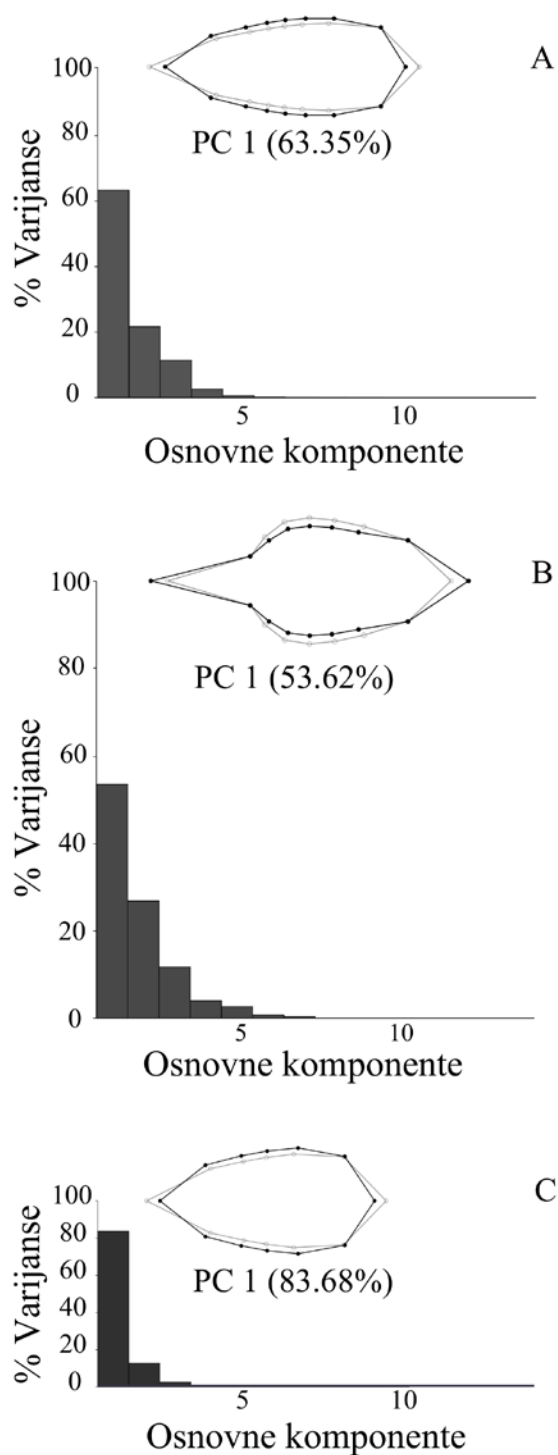 A
PC 1 (63.35%)
% Varijanse
100
80
60
40
20
0
5
10
Osnovne komponente
B
PC 1 (53.62%)
% Varijanse
100
80
60
40
20
0
5
10
Osnovne komponente
C
PC 1 (83.68%)
% Varijanse
100
80
60
40
20
0
5
10
Osnovne komponente